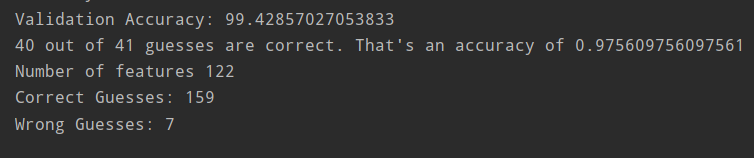 Validation Accuracy: 99.42857027053833
40 out of 41 guesses are correct. That's an accuracy of 0.975609756097561
Number of features 122
Correct Guesses: 159
Wrong Guesses: 7